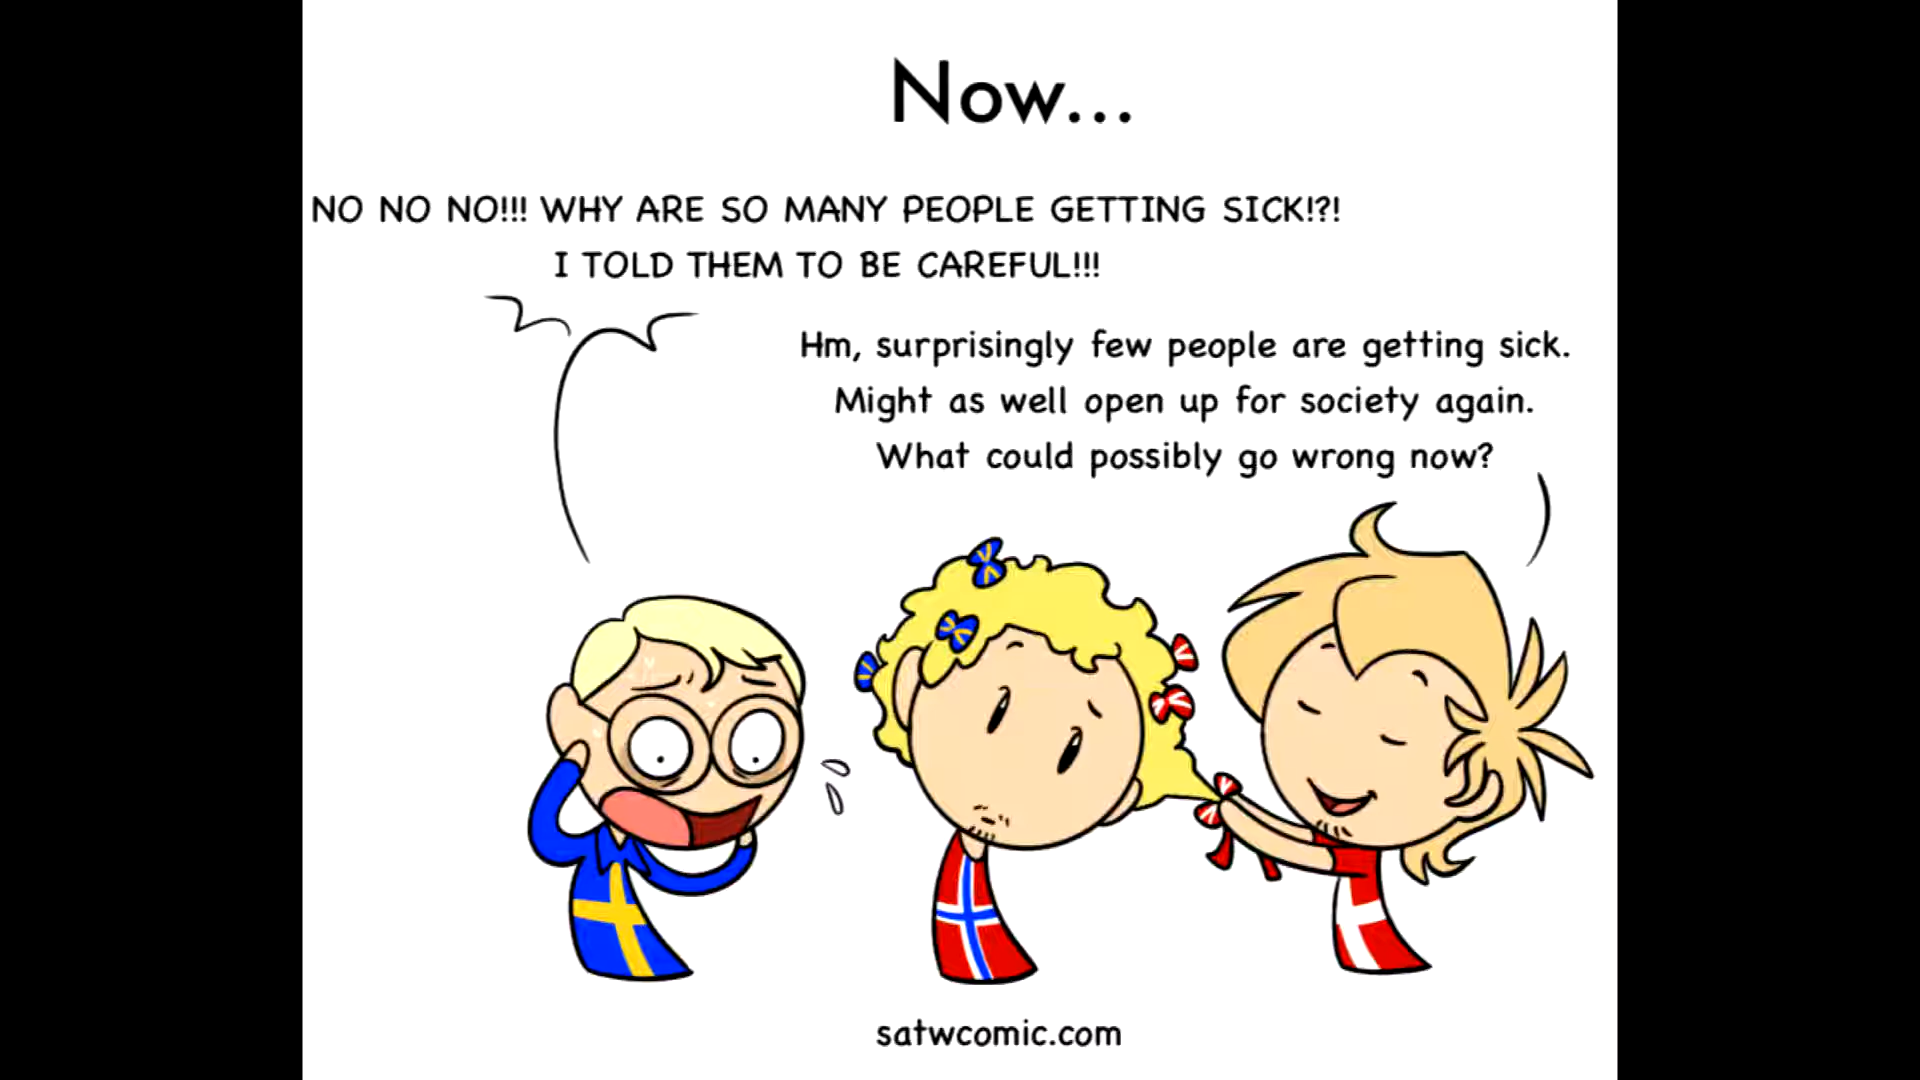 Now...
NO NO NO!!! WHY ARE SO MANY PEOPLE GETTING SICK!?!
I TOLD THEM TO BE CAREFUL!!!
Hm, surprisingly few people are getting sick.
Might as well open up for society again.
What could possibly go wrong now?
satwcomic.com